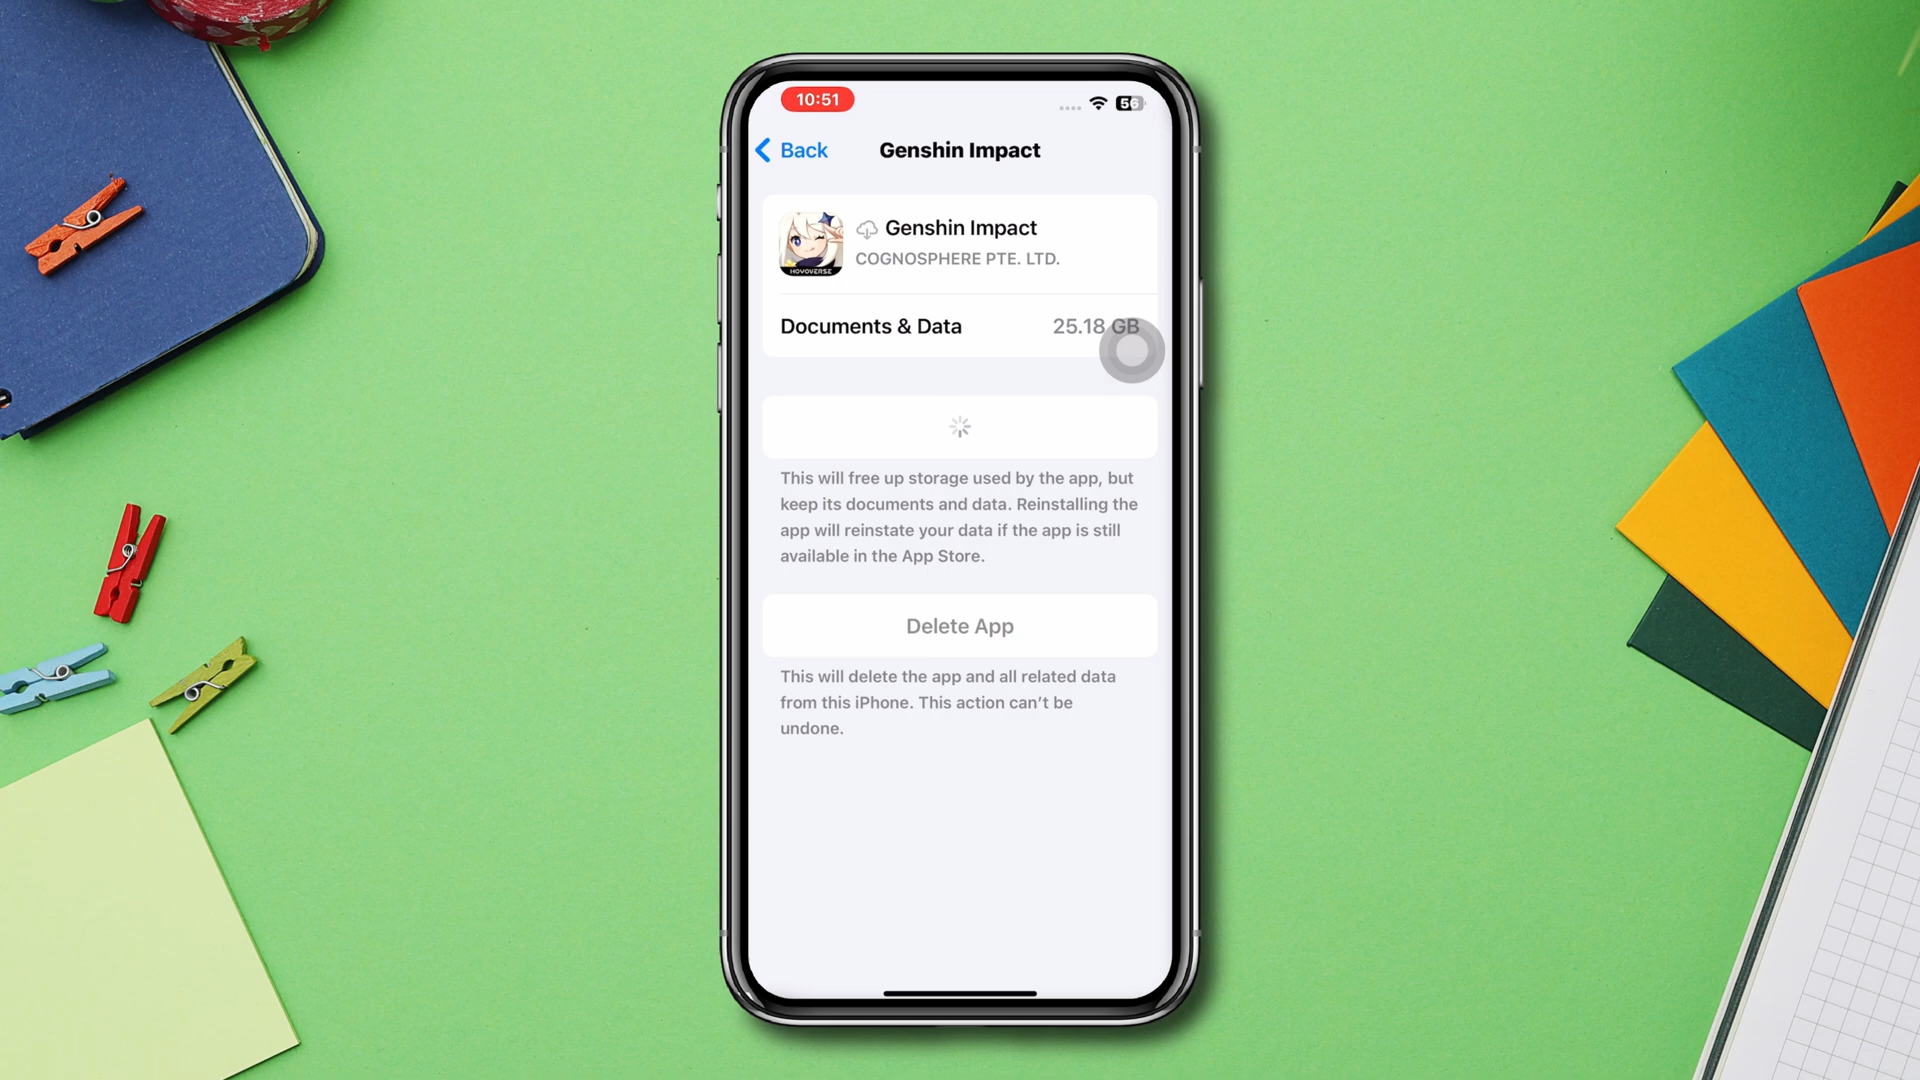 10:51
56
Back
Genshin Impact
Genshin Impact
HOYOVERSE
COGNOSPHERE PTE. LTD.
Documents & Data
25.18 GB
This will free up storage used by the app, but
keep its documents and data. Reinstalling the
app will reinstate your data if the app is still
available in the App Store.
Delete App
This will delete the app and all related data
from this iPhone. This action can’t be
undone.